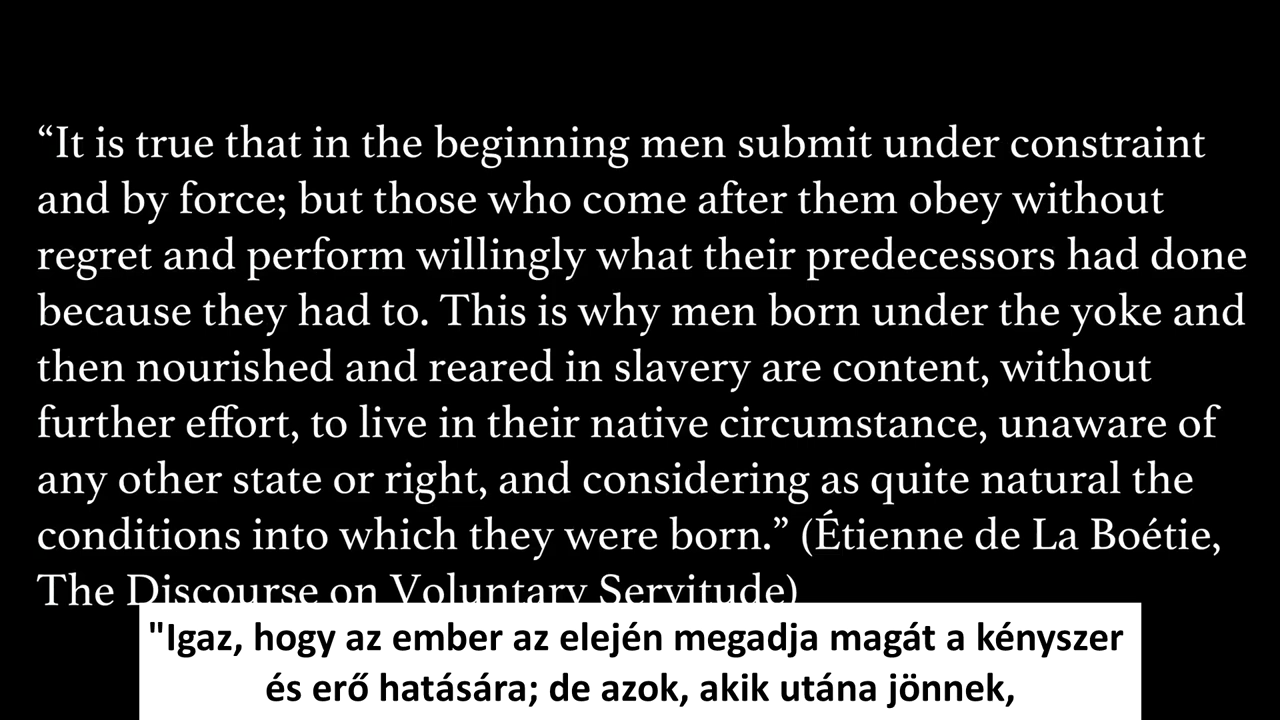 “It is true that in the beginning men submit under constraint
and by force; but those who come after them obey without
regret and perform willingly what their predecessors had done
because they had to. This is why men born under the yoke and
then nourished and reared in slavery are content, without
further effort, to live in their native circumstance, unaware of
any other state or right, and considering as quite natural the
conditions into which they were born.” (Étienne de La Boétie,
The Discourse on Voluntary Servitude)
"Igaz, hogy az ember az elején megadja magát a kényszer
és erő hatására; de azok, akik utána jönnek,